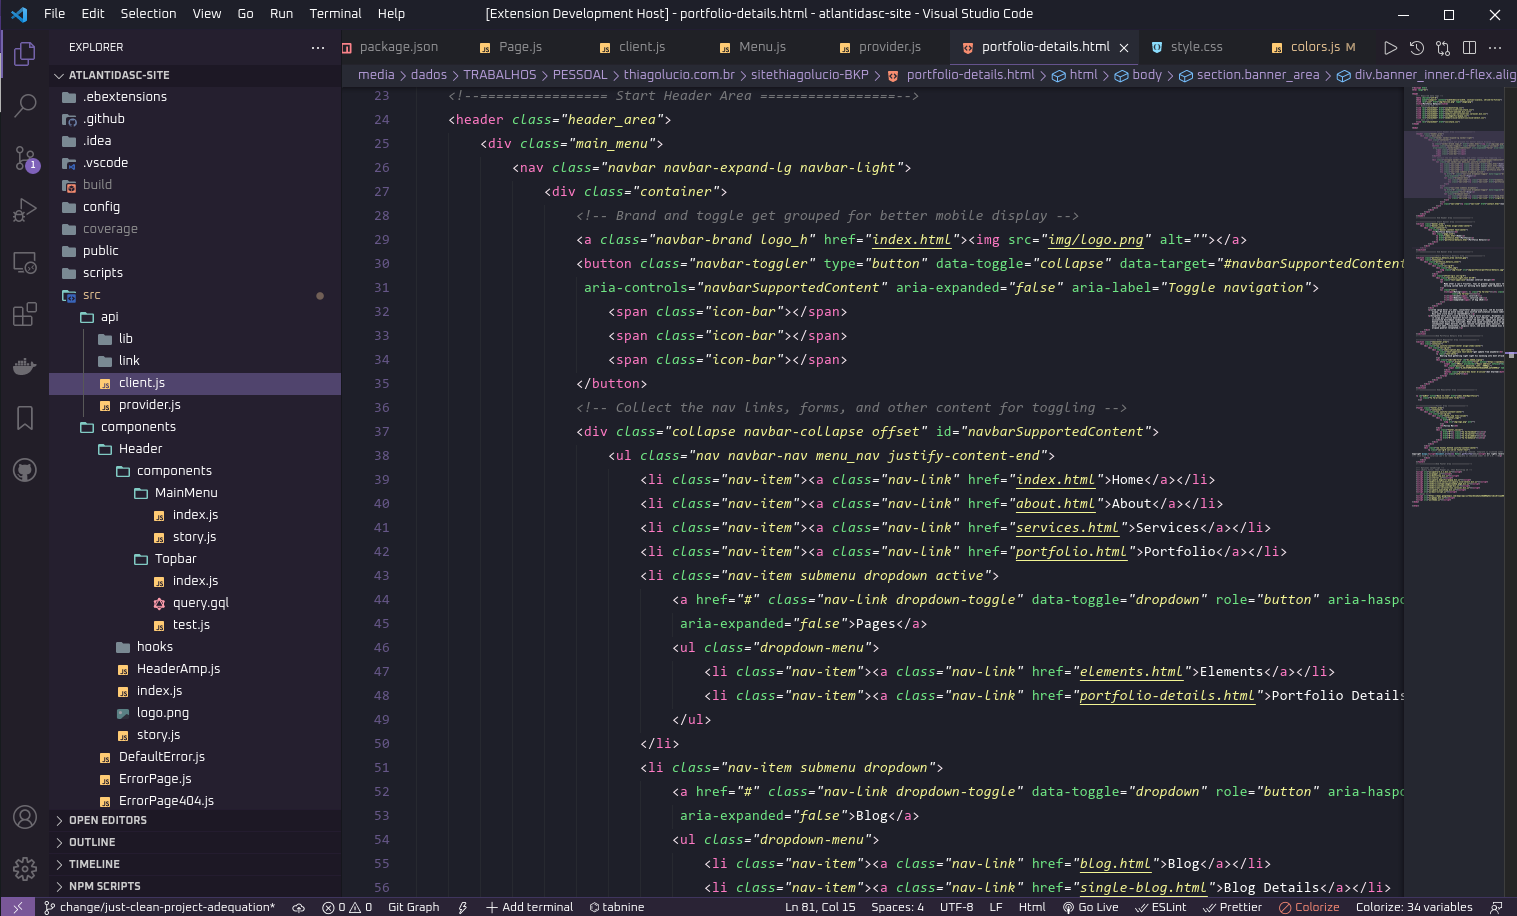 File Edit Selection View Go Run Terminal Help [Extension Development Host] - portfolio-details.html - atlantidasc-site - Visual Studio Code
EXPLORER
package.json Page.js client.js Menu.js provider.js portfolio-details.html style.css colors.js M
media > dados > TRABALHOS > PESSOAL > thiagolucio.com.br > sitethiagolucio-BKP > portfolio-details.html > html > body > section.banner_area > div.banner_inner.d-flex.alig
ATLANTIDASC-SITE
.ebextensions
.github
.idea
.vscode
1
build
config
coverage
public
scripts
src
api
lib
link
client.js
provider.js
components
Header
components
MainMenu
index.js
story.js
Topbar
index.js
query.gql
test.js
hooks
HeaderAmp.js
index.js
logo.png
story.js
DefaultError.js
ErrorPage.js
ErrorPage404.js
OPEN EDITORS
OUTLINE
TIMELINE
NPM SCRIPTS
23 <!--================ Start Header Area =================-->
24 <header class="header_area">
25 <div class="main_menu">
26 <nav class="navbar navbar-expand-lg navbar-light">
27 <div class="container">
28 <!-- Brand and toggle get grouped for better mobile display -->
29 <a class="navbar-brand logo_h" href="index.html"><img src="img/logo.png" alt=""></a>
30 <button class="navbar-toggler" type="button" data-toggle="collapse" data-target="#navbarSupportedContent
31 aria-controls="navbarSupportedContent" aria-expanded="false" aria-label="Toggle navigation">
32 <span class="icon-bar"></span>
33 <span class="icon-bar"></span>
34 <span class="icon-bar"></span>
35 </button>
36 <!-- Collect the nav links, forms, and other content for toggling -->
37 <div class="collapse navbar-collapse offset" id="navbarSupportedContent">
38 <ul class="nav navbar-nav menu_nav justify-content-end">
39 <li class="nav-item"><a class="nav-link" href="index.html">Home</a></li>
40 <li class="nav-item"><a class="nav-link" href="about.html">About</a></li>
41 <li class="nav-item"><a class="nav-link" href="services.html">Services</a></li>
42 <li class="nav-item"><a class="nav-link" href="portfolio.html">Portfolio</a></li>
43 <li class="nav-item submenu dropdown active">
44 <a href="#" class="nav-link dropdown-toggle" data-toggle="dropdown" role="button" aria-haspo
45 aria-expanded="false">Pages</a>
46 <ul class="dropdown-menu">
47 <li class="nav-item"><a class="nav-link" href="elements.html">Elements</a></li>
48 <li class="nav-item"><a class="nav-link" href="portfolio-details.html">Portfolio Details
49 </ul>
50 </li>
51 <li class="nav-item submenu dropdown">
52 <a href="#" class="nav-link dropdown-toggle" data-toggle="dropdown" role="button" aria-haspo
53 aria-expanded="false">Blog</a>
54 <ul class="dropdown-menu">
55 <li class="nav-item"><a class="nav-link" href="blog.html">Blog</a></li>
56 <li class="nav-item"><a class="nav-link" href="single-blog.html">Blog Details</a></li>
change/just-clean-project-adequation* 0 0 Git Graph Add terminal tabnine Ln 81, Col 15 Spaces: 4 UTF-8 LF Html Go Live ESLint Prettier Colorize Colorize: 34 variables